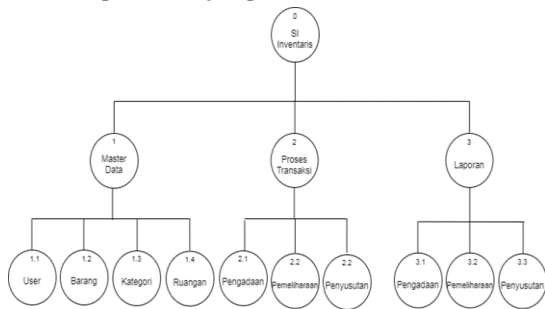 0
SI
Inventaris
1
Master
Data
2
Proses
Transaksi
3
Laporan
1.1
User
1.2
Barang
1.3
Kategori
1.4
Ruangan
2.1
Pengadaan
2.2
Pemeliharaan
2.2
Penyusutan
3.1
Pengadaan
3.2
Pemeliharaan
3.3
Penyusutan